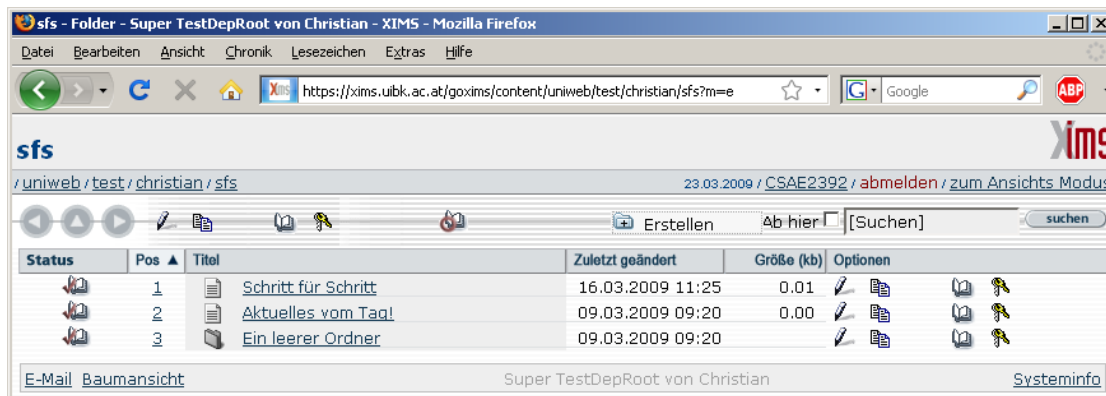 sfs - Folder - Super TestDepRoot von Christian - XIMS - Mozilla Firefox
Datei Bearbeiten Ansicht Chronik Lesezeichen Extras Hilfe
Xims https://xims.uibk.ac.at/goxims/content/uniweb/test/christian/sfs?m=e G Google ABP
sfs Xims
/ uniweb / test / christian / sfs 23.03.2009 / CSAE2392 / abmelden / zum Ansichts Modus
Erstellen Ab hier [Suchen] suchen
Status Pos Titel Zuletzt geändert Größe (kb) Optionen
1 Schritt für Schritt 16.03.2009 11:25 0.01
2 Aktuelles vom Tag! 09.03.2009 09:20 0.00
3 Ein leerer Ordner 09.03.2009 09:20
E-Mail Baumansicht Super TestDepRoot von Christian Systeminfo